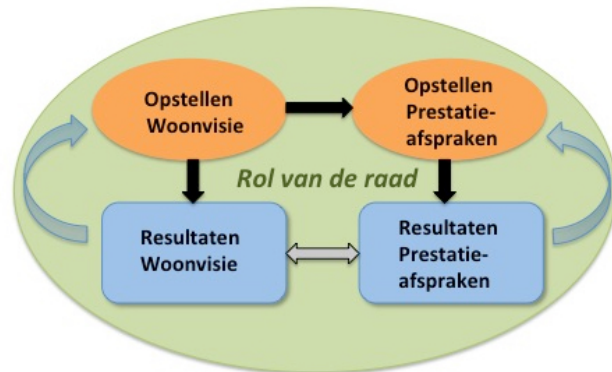 Opstellen
Woonvisie
Opstellen
Prestatie-
afspraken
Rol van de raad
Resultaten
Woonvisie
Resultaten
Prestatie-
afspraken